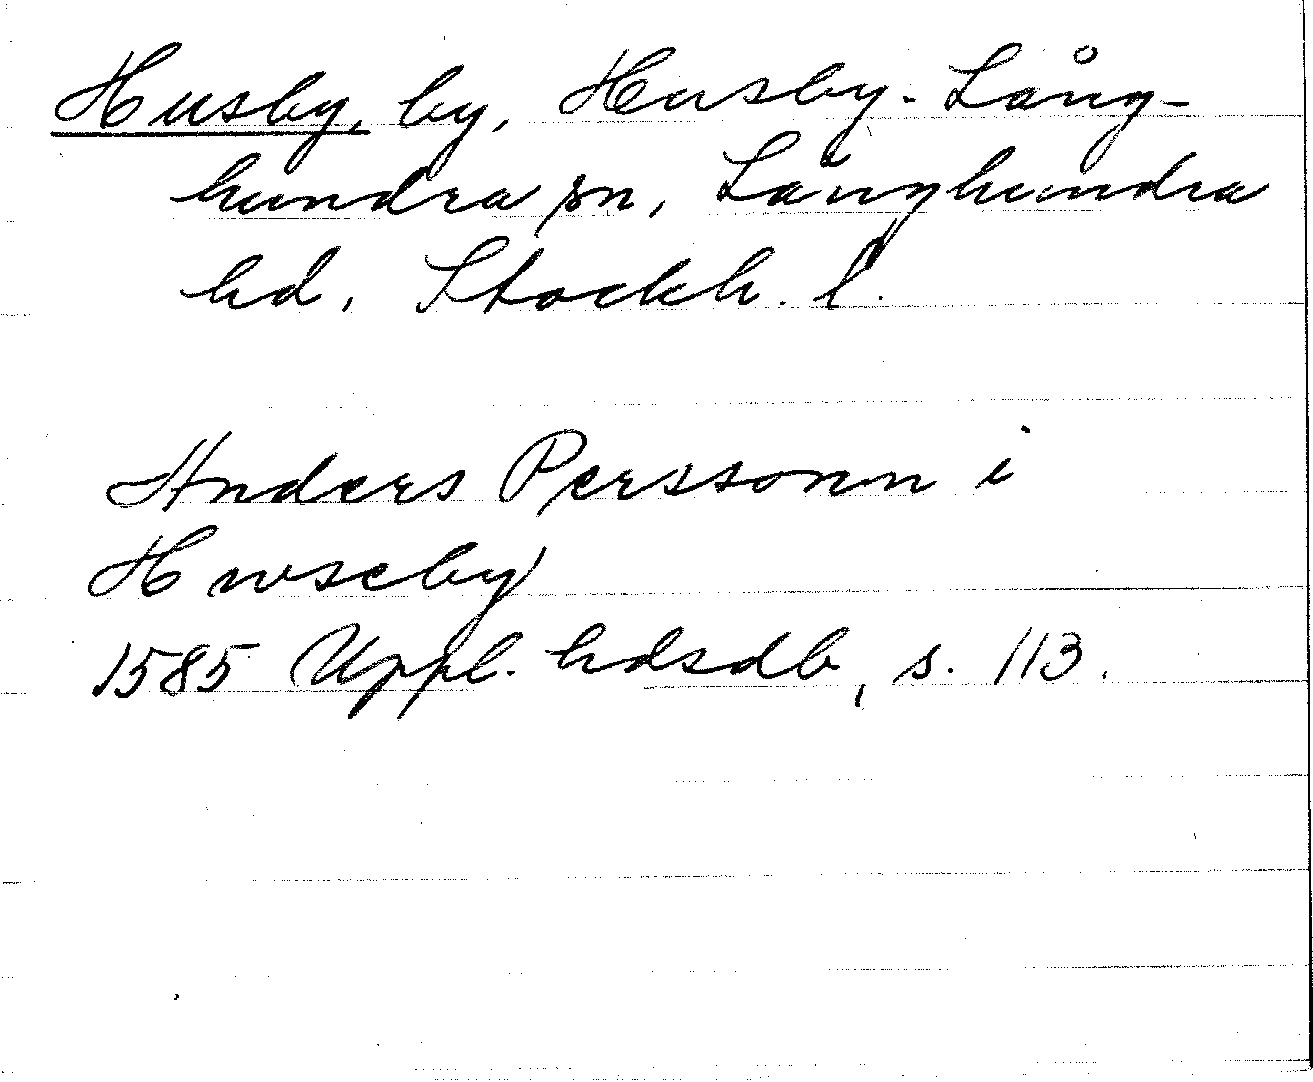 Husby, by, Husby-Lång-
hundra sn, Långhundra
hd, Stockh. l.
Anders Perssonn i
Hwseby
1585 Uppl. hdsdb, s. 113.